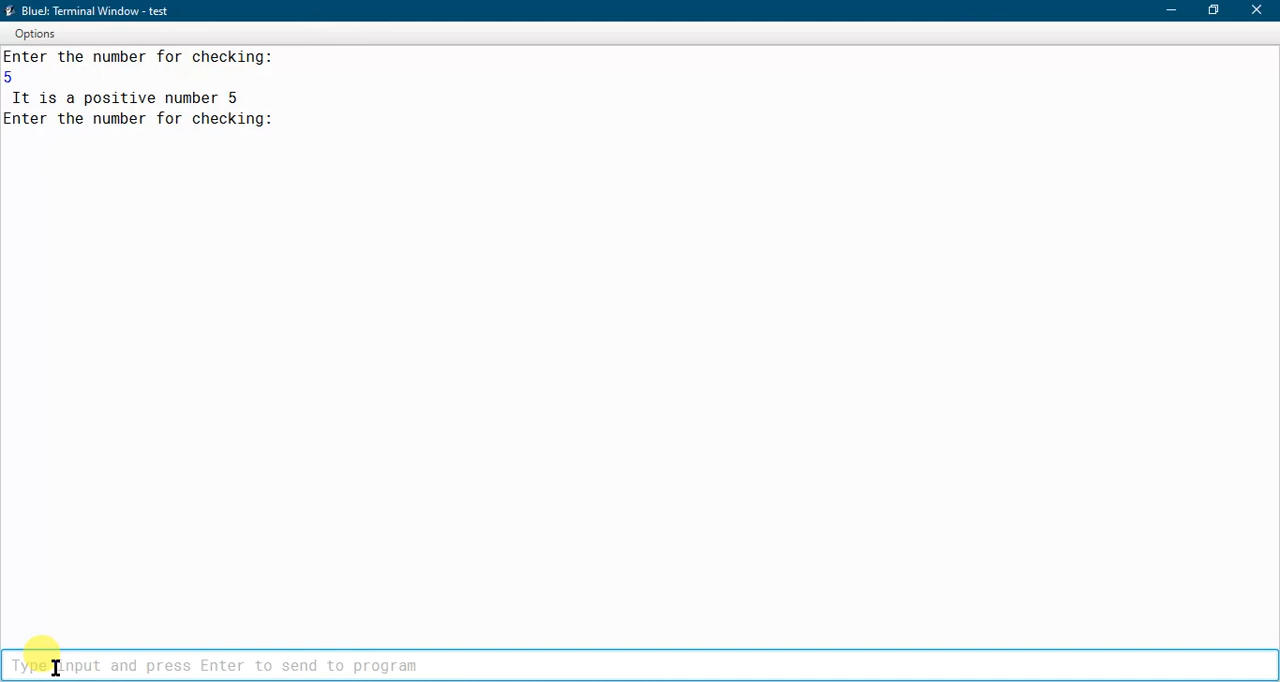 BlueJ: Terminal Window - test
Options
Enter the number for checking:
5
It is a positive number 5
Enter the number for checking:
Type input and press Enter to send to program